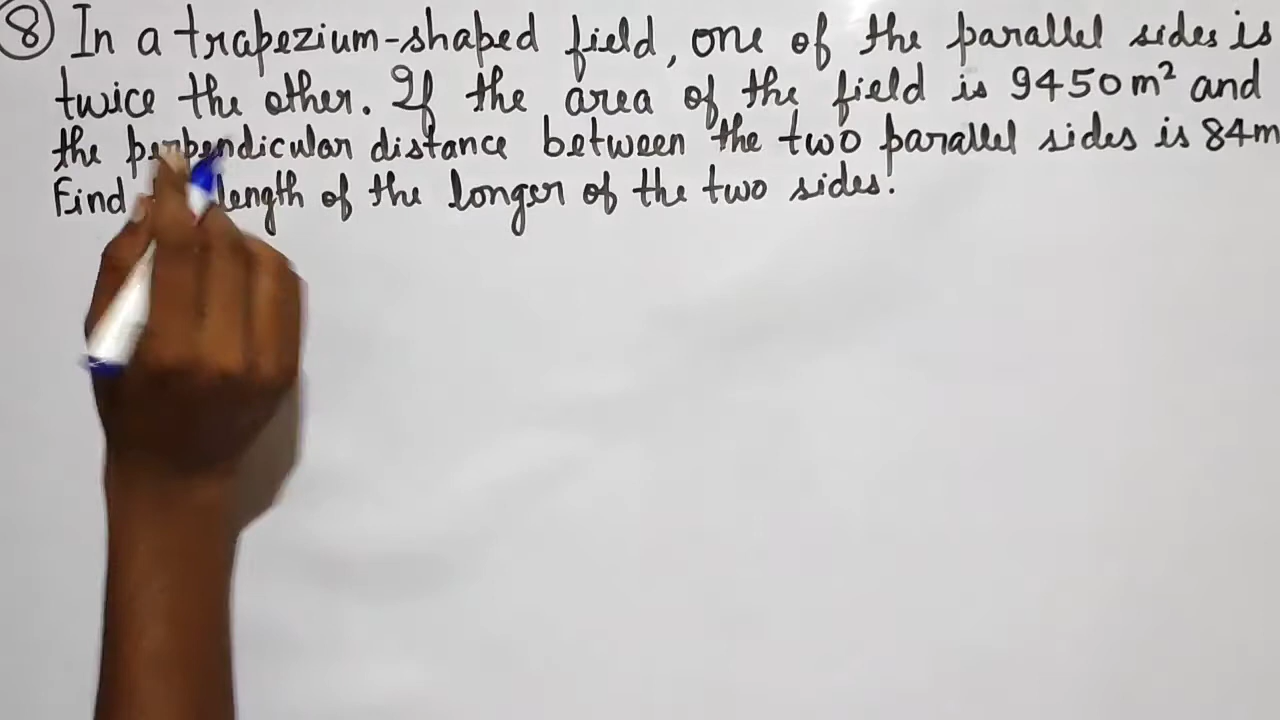 8 In a trapezium-shaped field, one of the parallel sides is
twice the other. If the area of the field is 9450 m² and
the perpendicular distance between the two parallel sides is 84m
Find length of the longer of the two sides.